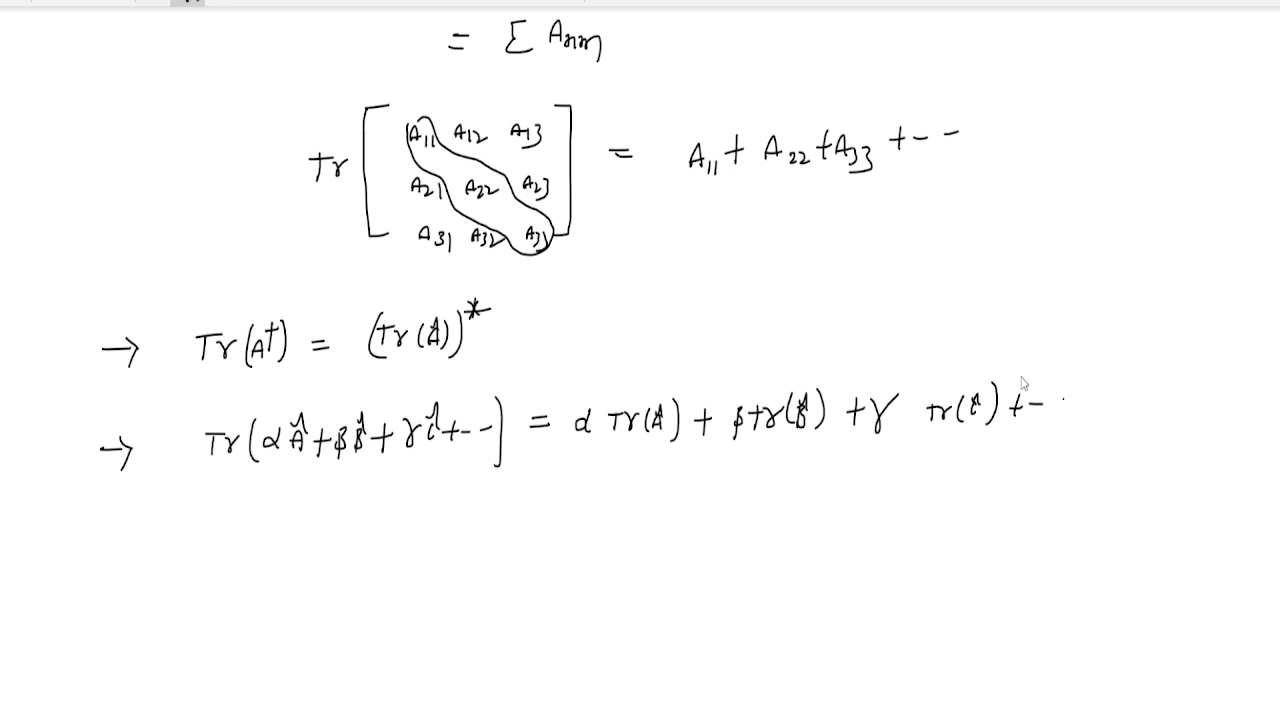 = Σ Ann
Tr [ A11 A12 A13
A21 A22 A23
A31 A32 A33 ] = A11 + A22 + A33 + - -
→ Tr(A†) = (Tr(Â))*
→ Tr(αÂ + βB̂ + γĈ + - -) = α Tr(Â) + β Tr(B̂) + γ Tr(Ĉ) + - .